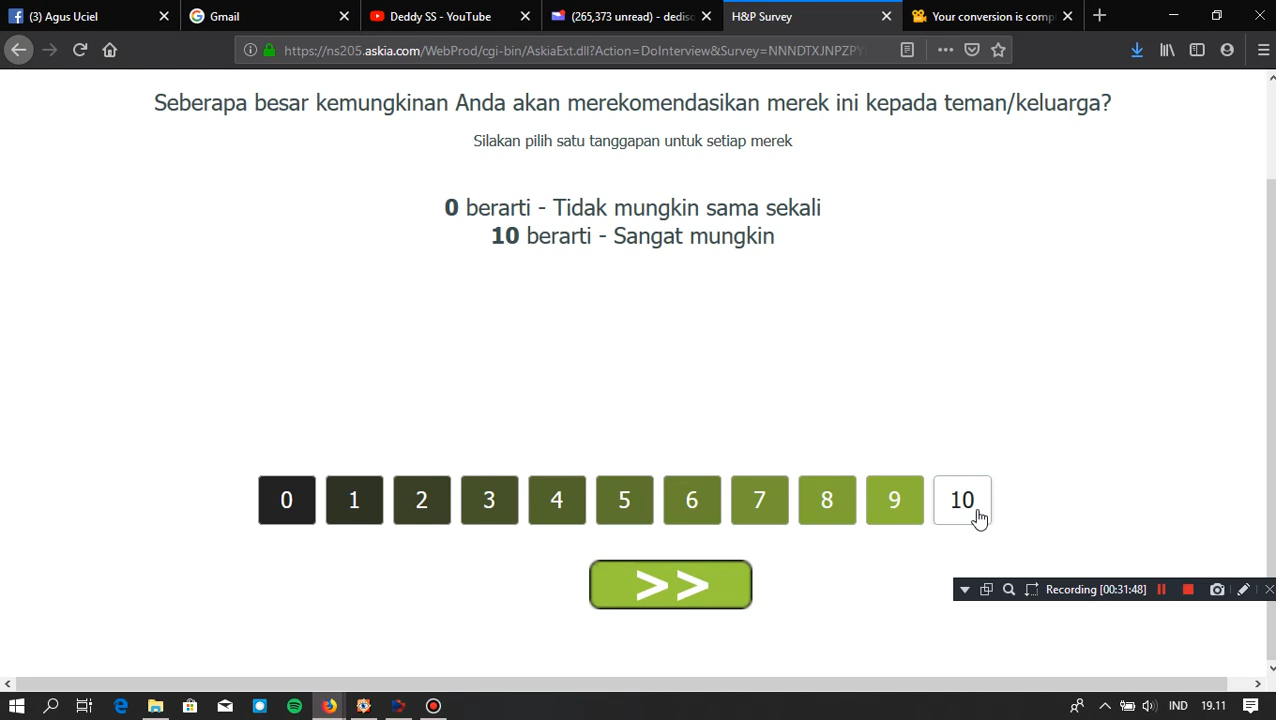 (3) Agus Uciel
Gmail
Deddy SS - YouTube
(265,373 unread) - dediso
H&P Survey
Your conversion is comp
https://ns205.askia.com/WebProd/cgi-bin/AskiaExt.dll?Action=DoInterview&Survey=NNNDTXJNPZPY
Seberapa besar kemungkinan Anda akan merekomendasikan merek ini kepada teman/keluarga?
Silakan pilih satu tanggapan untuk setiap merek
0 berarti - Tidak mungkin sama sekali
10 berarti - Sangat mungkin
0 1 2 3 4 5 6 7 8 9 10
>>
Recording [00:31:48]
IND 19.11